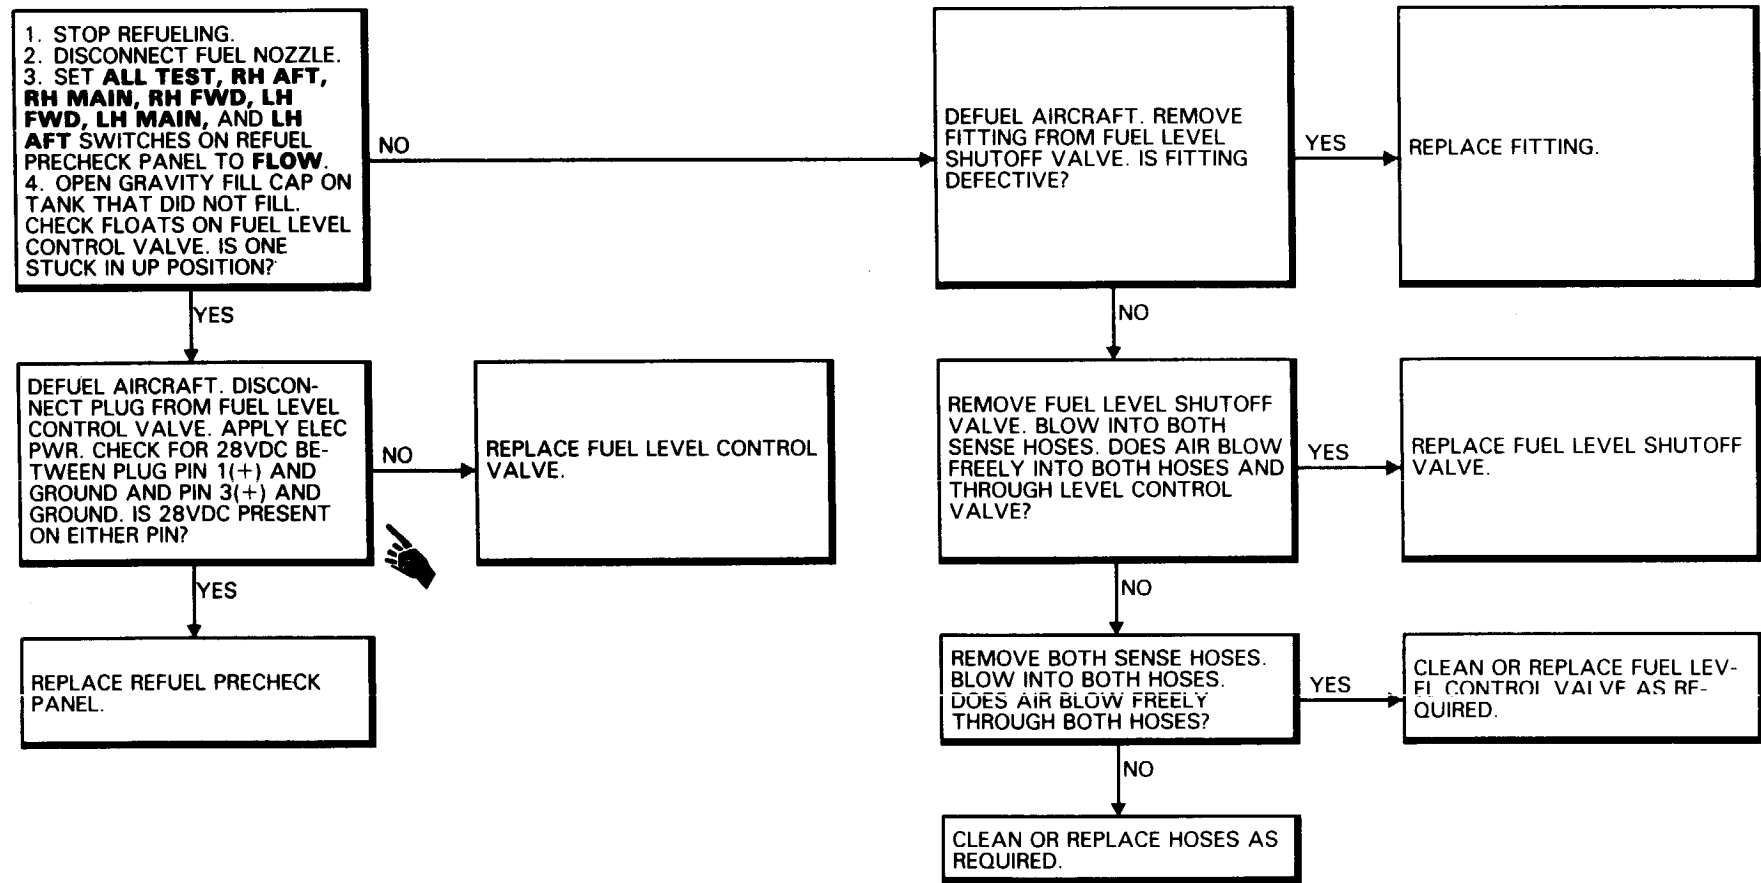 1. STOP REFUELING.
2. DISCONNECT FUEL NOZZLE.
3. SET ALL TEST, RH AFT,
RH MAIN, RH FWD, LH
FWD, LH MAIN, AND LH
AFT SWITCHES ON REFUEL
PRECHECK PANEL TO FLOW.
4. OPEN GRAVITY FILL CAP ON
TANK THAT DID NOT FILL.
CHECK FLOATS ON FUEL LEVEL
CONTROL VALVE. IS ONE
STUCK IN UP POSITION?
NO
DEFUEL AIRCRAFT. REMOVE
FITTING FROM FUEL LEVEL
SHUTOFF VALVE. IS FITTING
DEFECTIVE?
YES
REPLACE FITTING.
YES
NO
DEFUEL AIRCRAFT. DISCON-
NECT PLUG FROM FUEL LEVEL
CONTROL VALVE. APPLY ELEC
PWR. CHECK FOR 28VDC BE-
TWEEN PLUG PIN 1(+) AND
GROUND AND PIN 3(+) AND
GROUND. IS 28VDC PRESENT
ON EITHER PIN?
NO
REPLACE FUEL LEVEL CONTROL
VALVE.
REMOVE FUEL LEVEL SHUTOFF
VALVE. BLOW INTO BOTH
SENSE HOSES. DOES AIR BLOW
FREELY INTO BOTH HOSES AND
THROUGH LEVEL CONTROL
VALVE?
YES
REPLACE FUEL LEVEL SHUTOFF
VALVE.
YES
NO
REPLACE REFUEL PRECHECK
PANEL.
REMOVE BOTH SENSE HOSES.
BLOW INTO BOTH HOSES.
DOES AIR BLOW FREELY
THROUGH BOTH HOSES?
YES
CLEAN OR REPLACE FUEL LEV-
EL CONTROL VALVE AS RE-
QUIRED.
NO
CLEAN OR REPLACE HOSES AS
REQUIRED.